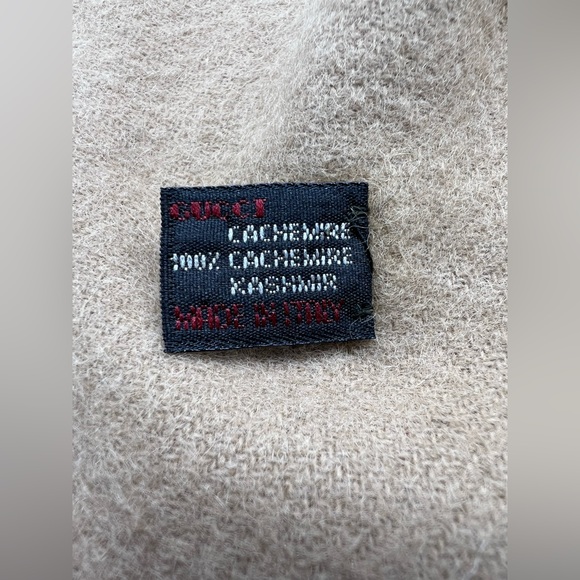 GUCCI
CACHEMIRE
100% CACHEMIRE
KASHMIR
MADE IN ITALY